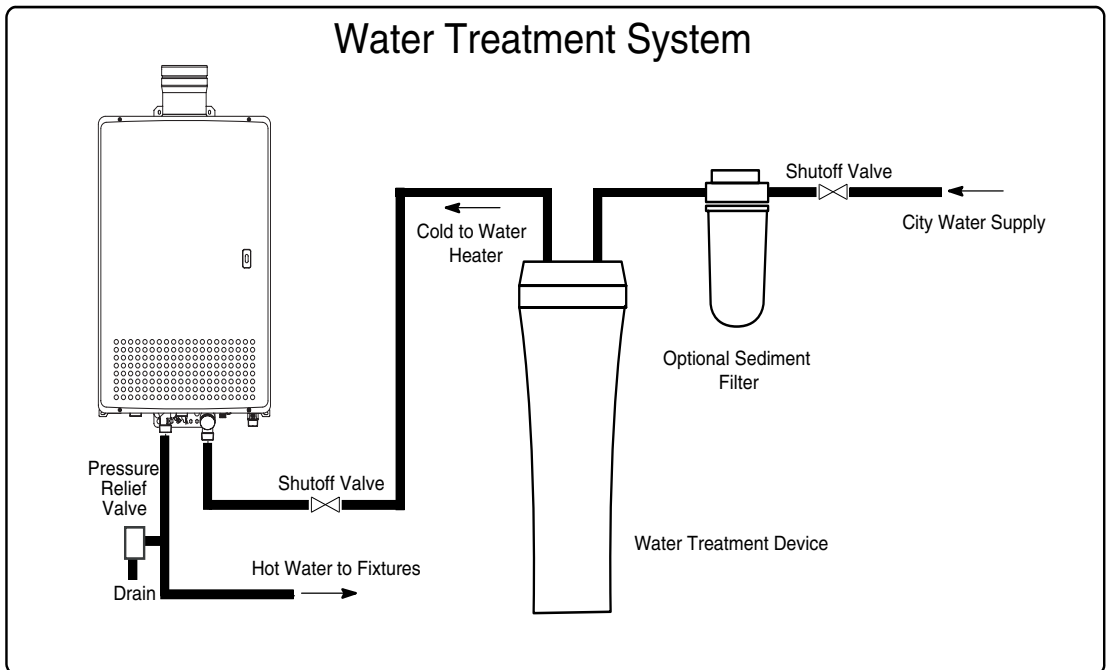 Water Treatment System
Shutoff Valve
City Water Supply
Cold to Water
Heater
Optional Sediment
Filter
Pressure
Relief
Valve
Shutoff Valve
Water Treatment Device
Hot Water to Fixtures
Drain